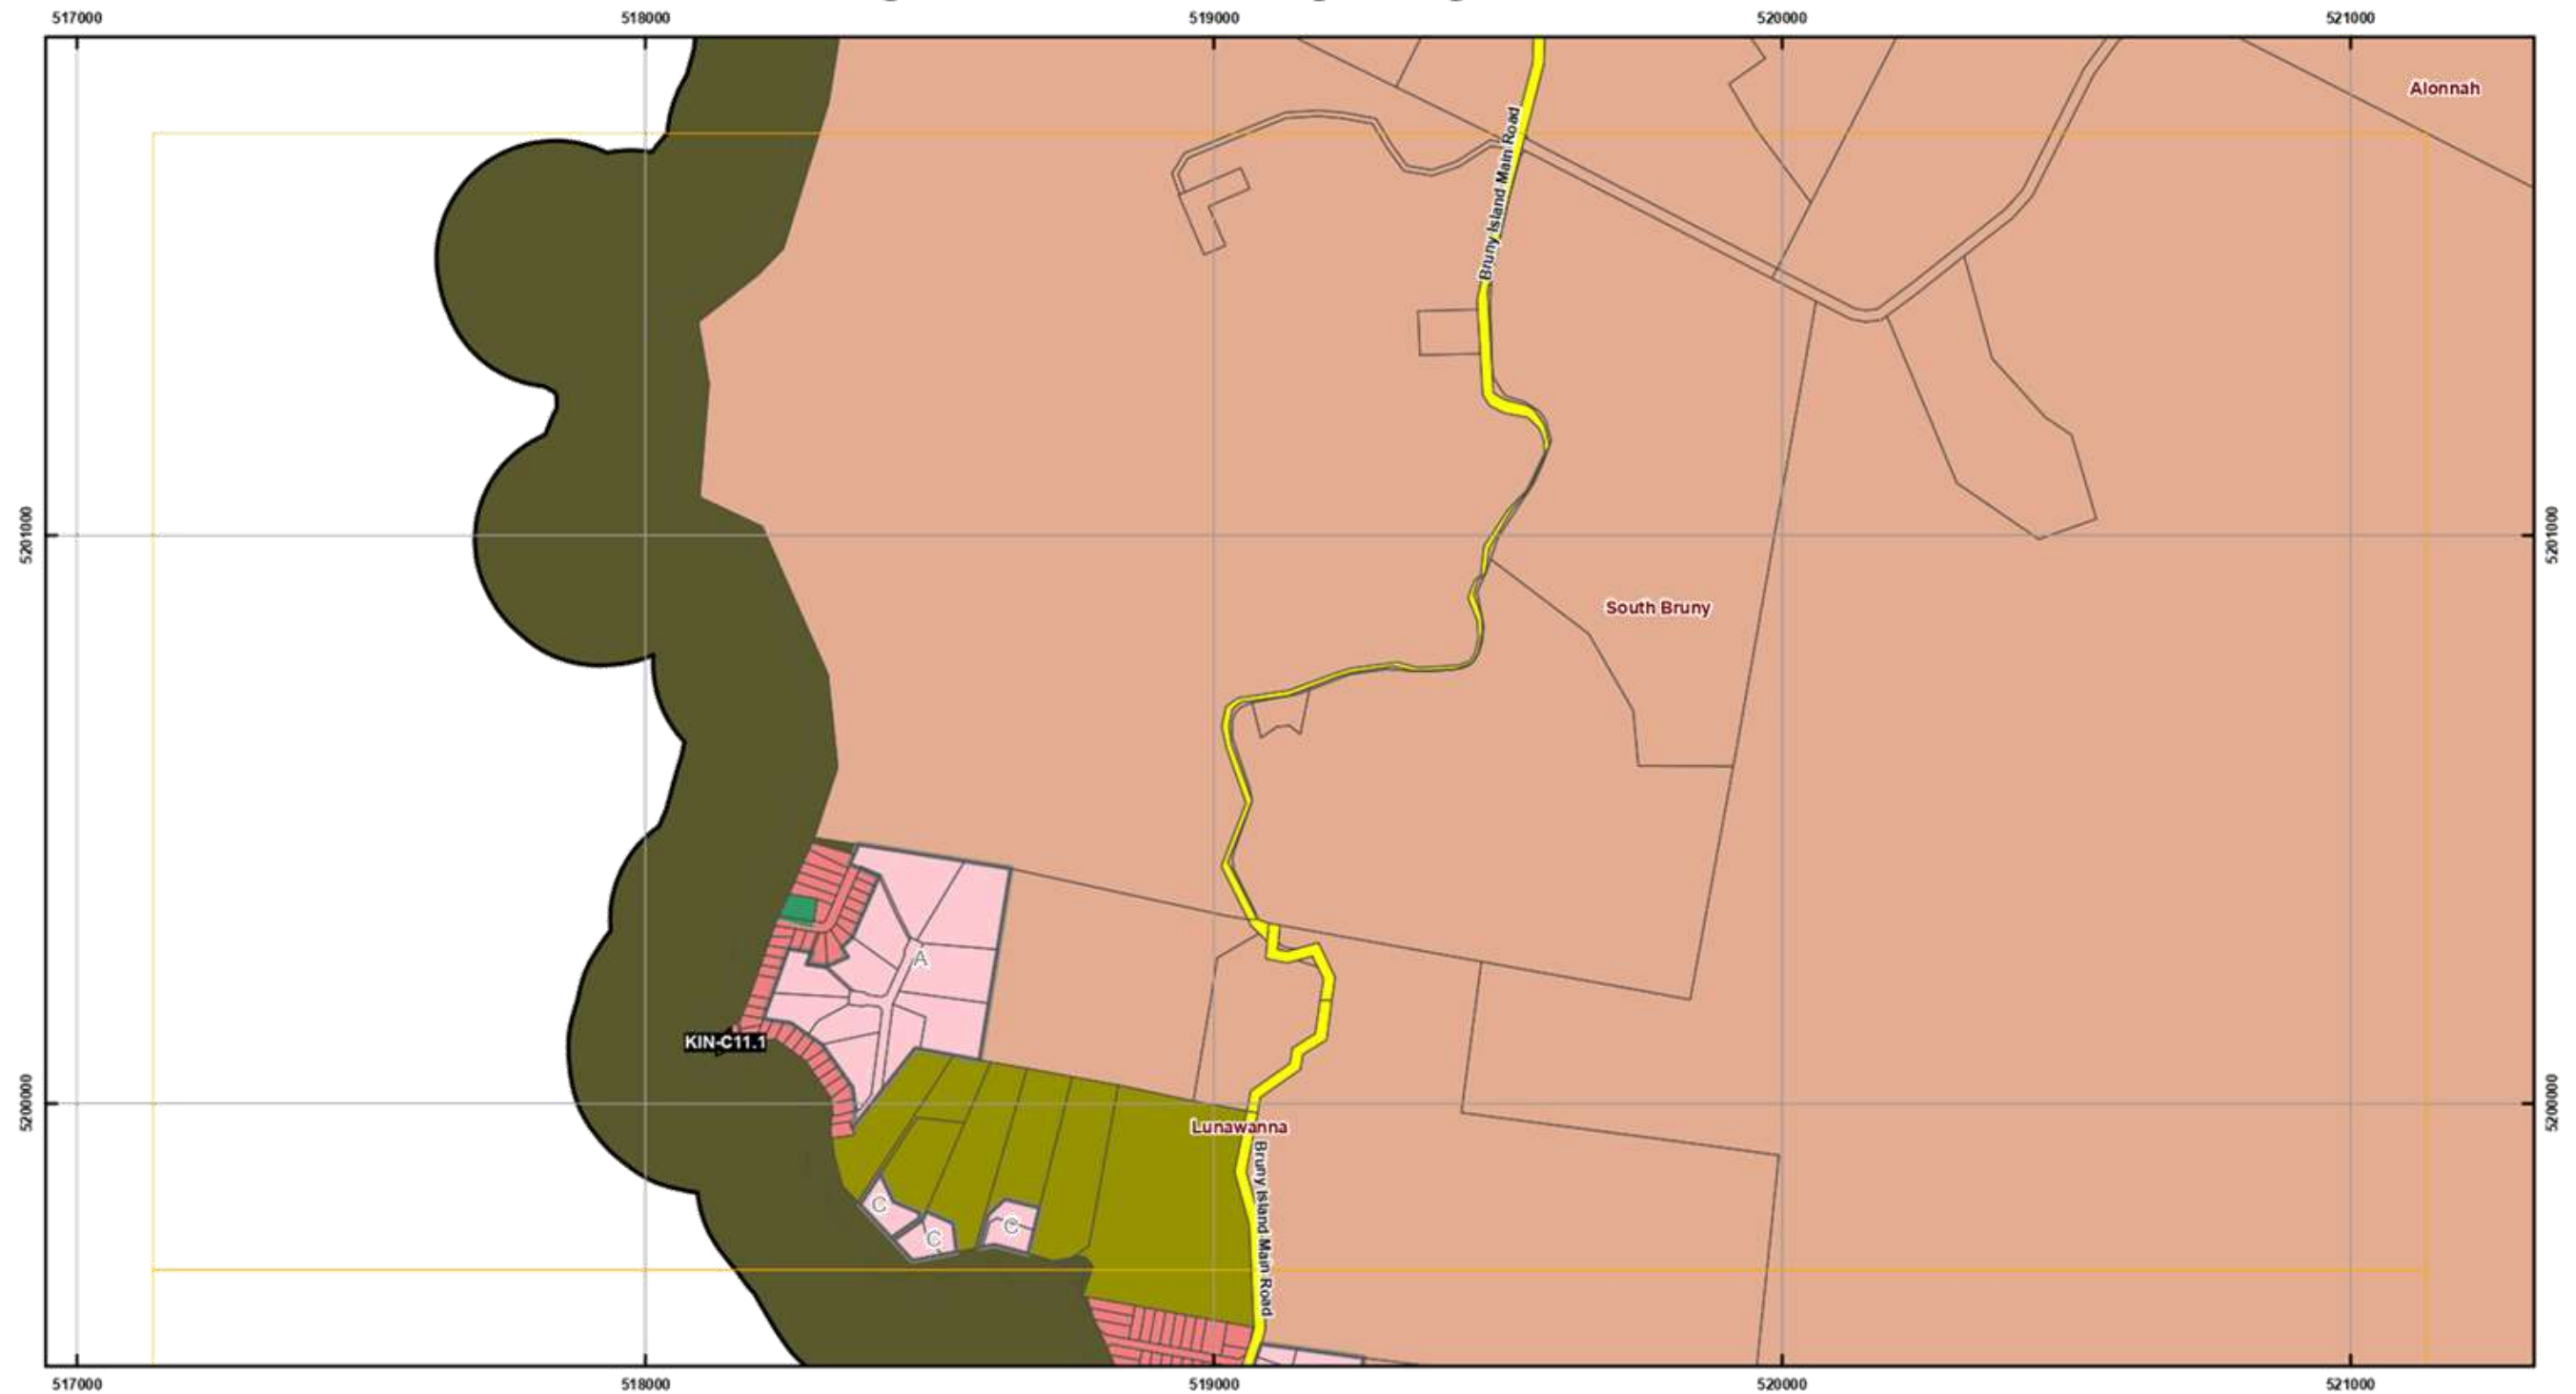 517000 518000 519000 520000 521000
Alonnah
Bruny Island Main Road
5201000 5201000
South Bruny
A
KIN-C11.1
5200000 5200000
Lunawanna
Bruny Island Main Road
C
C
C
517000 518000 519000 520000 521000